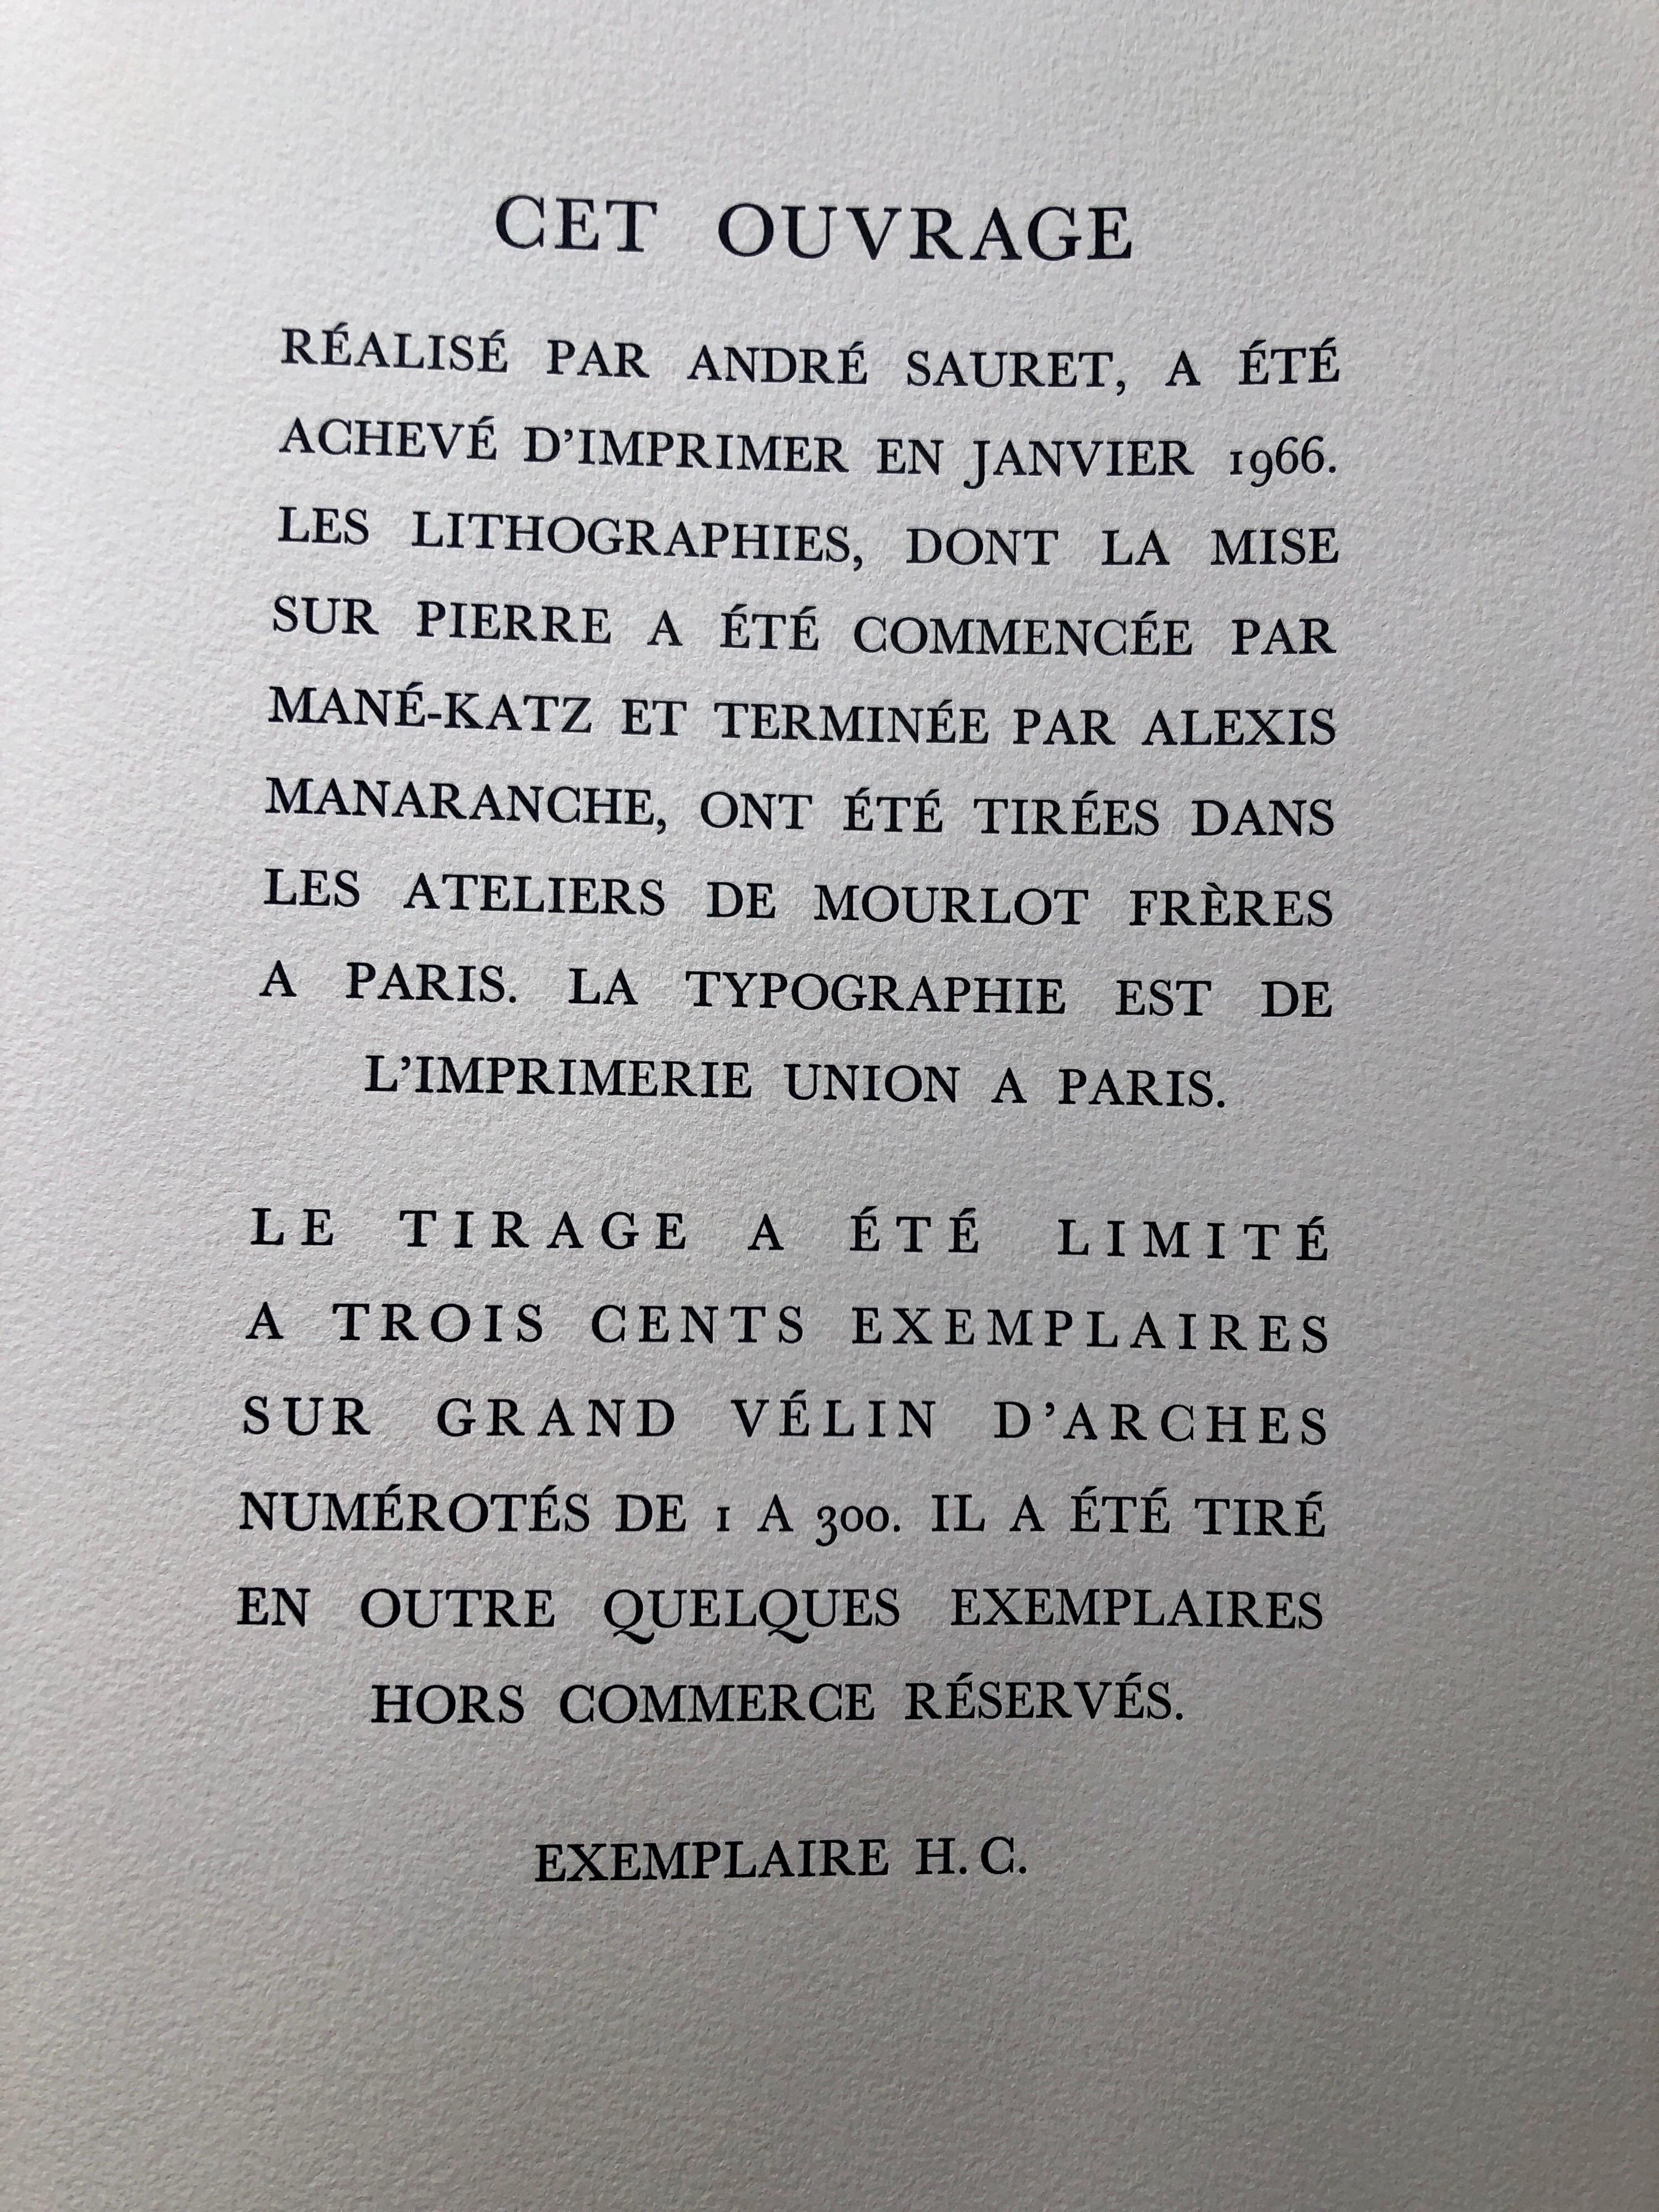 CET OUVRAGE
RÉALISÉ PAR ANDRÉ SAURET, A ÉTÉ
ACHEVÉ D’IMPRIMER EN JANVIER 1966.
LES LITHOGRAPHIES, DONT LA MISE
SUR PIERRE A ÉTÉ COMMENCÉE PAR
MANÉ-KATZ ET TERMINÉE PAR ALEXIS
MANARANCHE, ONT ÉTÉ TIRÉES DANS
LES ATELIERS DE MOURLOT FRÈRES
A PARIS. LA TYPOGRAPHIE EST DE
L’IMPRIMERIE UNION A PARIS.
LE TIRAGE A ÉTÉ LIMITÉ
A TROIS CENTS EXEMPLAIRES
SUR GRAND VÉLIN D’ARCHES
NUMÉROTÉS DE 1 A 300. IL A ÉTÉ TIRÉ
EN OUTRE QUELQUES EXEMPLAIRES
HORS COMMERCE RÉSERVÉS.
EXEMPLAIRE H. C.